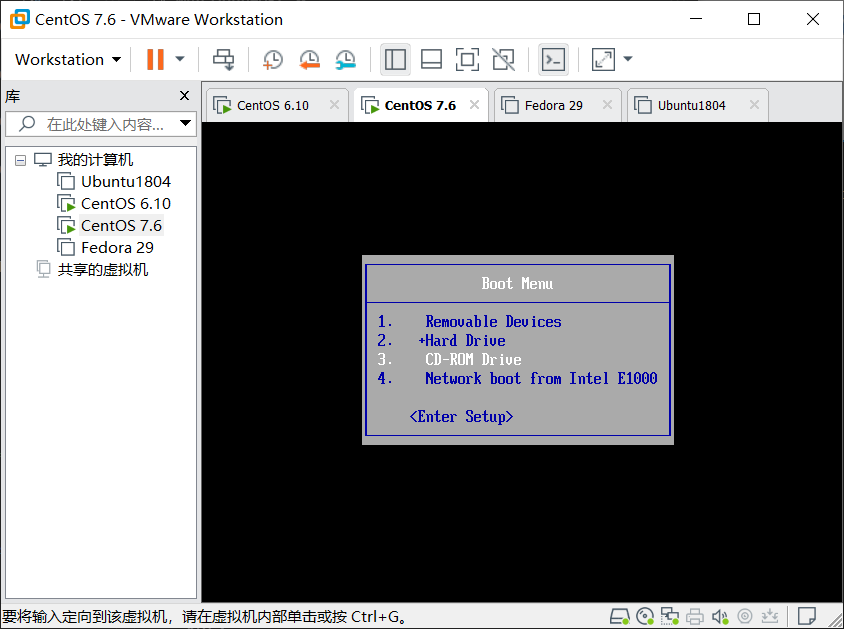 CentOS 7.6 - VMware Workstation
Workstation
库
在此处键入内容...
我的计算机
Ubuntu1804
CentOS 6.10
CentOS 7.6
Fedora 29
共享的虚拟机
CentOS 6.10
CentOS 7.6
Fedora 29
Ubuntu1804
Boot Menu
1. Removable Devices
2. +Hard Drive
3. CD-ROM Drive
4. Network boot from Intel E1000
<Enter Setup>
要将输入定向到该虚拟机，请在虚拟机内部单击或按 Ctrl+G。